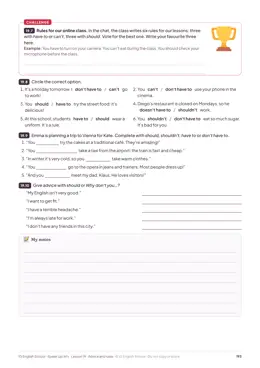 CHALLENGE
19.7 Rules for our online class. In the chat, the class writes six rules for our lessons: three
with have to or can't, three with should. Vote for the best one. Write your favourite three
here.
Example: You have to turn on your camera. You can't eat during the class. You should check your
microphone before the class.
19.8 Circle the correct option.
1. It's a holiday tomorrow. I don't have to / can't go
to work!
2. You can't / don't have to use your phone in the
cinema.
3. You should / have to try the street food: it's
delicious!
4. Diego's restaurant is closed on Mondays, so he
doesn't have to / shouldn't work.
5. At the school, students have to / should wear a
uniform. It's a rule.
6. You shouldn't / don't have to eat so much sugar.
It's bad for you.
19.9 Emma is planning a trip to Vienna for Kate. Complete with should, shouldn't, have to or don't have to.
1. "You try the cakes at a traditional café. They're amazing!"
2. "You take a taxi from the airport: the train is fast and cheap."
3. "In winter it's very cold, so you take warm clothes."
4. "You go to the opera in jeans and trainers. Most people dress up!"
5. "And you meet my dad, Klaus. He loves visitors!"
19.10 Give advice with should or Why don't you...?
"My English isn't very good."
"I want to get fit."
"I have a terrible headache."
"I'm always late for work."
"I don't have any friends in this city."
My notes